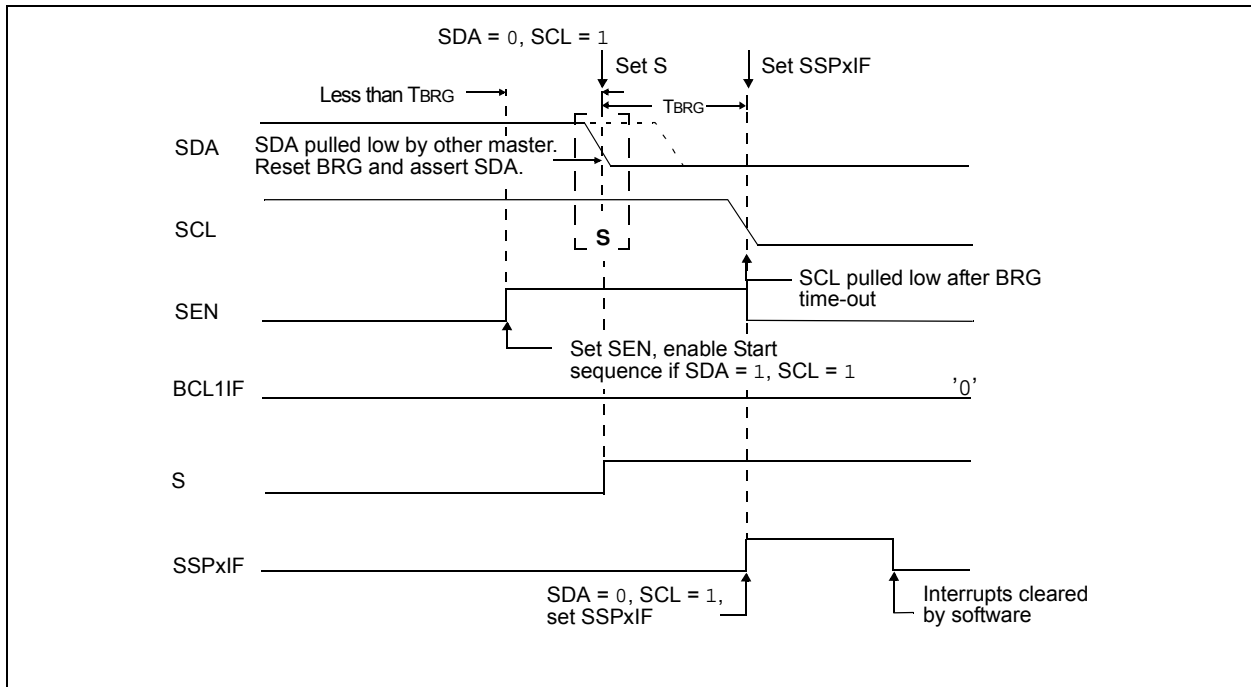 SDA = 0, SCL = 1
Set S
Set SSPxIF
Less than TBRG
TBRG
SDA
SDA pulled low by other master.
Reset BRG and assert SDA.
SCL
S
SCL pulled low after BRG
time-out
SEN
Set SEN, enable Start
sequence if SDA = 1, SCL = 1
BCL1IF
'0'
S
SSPxIF
SDA = 0, SCL = 1,
set SSPxIF
Interrupts cleared
by software